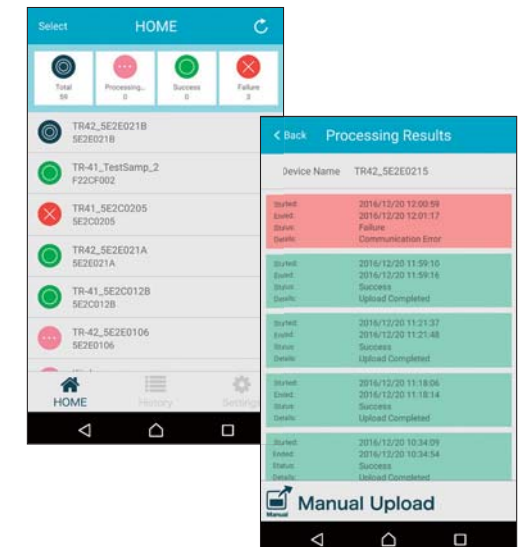 Select HOME
Total Processing... Success Failure
59 0 0 3
TR42_5E2E021B
5E2E021B
TR-41_TestSamp_2
F22CF002
TR41_5E2C0205
5E2C0205
TR42_5E2E021A
5E2E021A
TR-41_5E2C012B
5E2C012B
TR-42_5E2E0106
5E2E0106
HOME History Settings
Back Processing Results
Device Name TR42_5E2E0215
Started: 2016/12/20 12:00:59
Ended: 2016/12/20 12:01:17
Status: Failure
Details: Communication Error
Started: 2016/12/20 11:59:10
Ended: 2016/12/20 11:59:16
Status: Success
Details: Upload Completed
Started: 2016/12/20 11:21:37
Ended: 2016/12/20 11:21:48
Status: Success
Details: Upload Completed
Started: 2016/12/20 11:18:06
Ended: 2016/12/20 11:18:14
Status: Success
Details: Upload Completed
Started: 2016/12/20 10:34:09
Ended: 2016/12/20 10:34:54
Status: Success
Details: Upload Completed
Manual Manual Upload